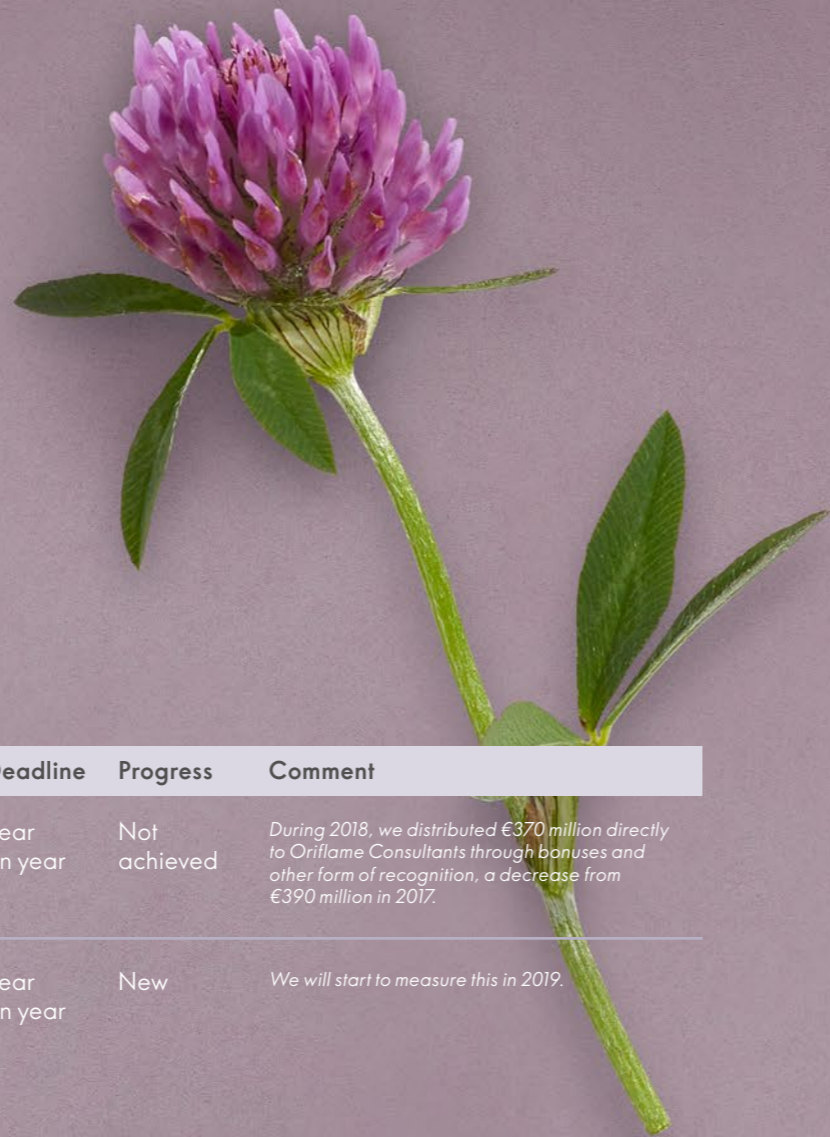 eadline Progress Comment
ear
n year
Not
achieved
During 2018, we distributed €370 million directly
to Oriflame Consultants through bonuses and
other form of recognition, a decrease from
€390 million in 2017.
ear
n year
New
We will start to measure this in 2019.